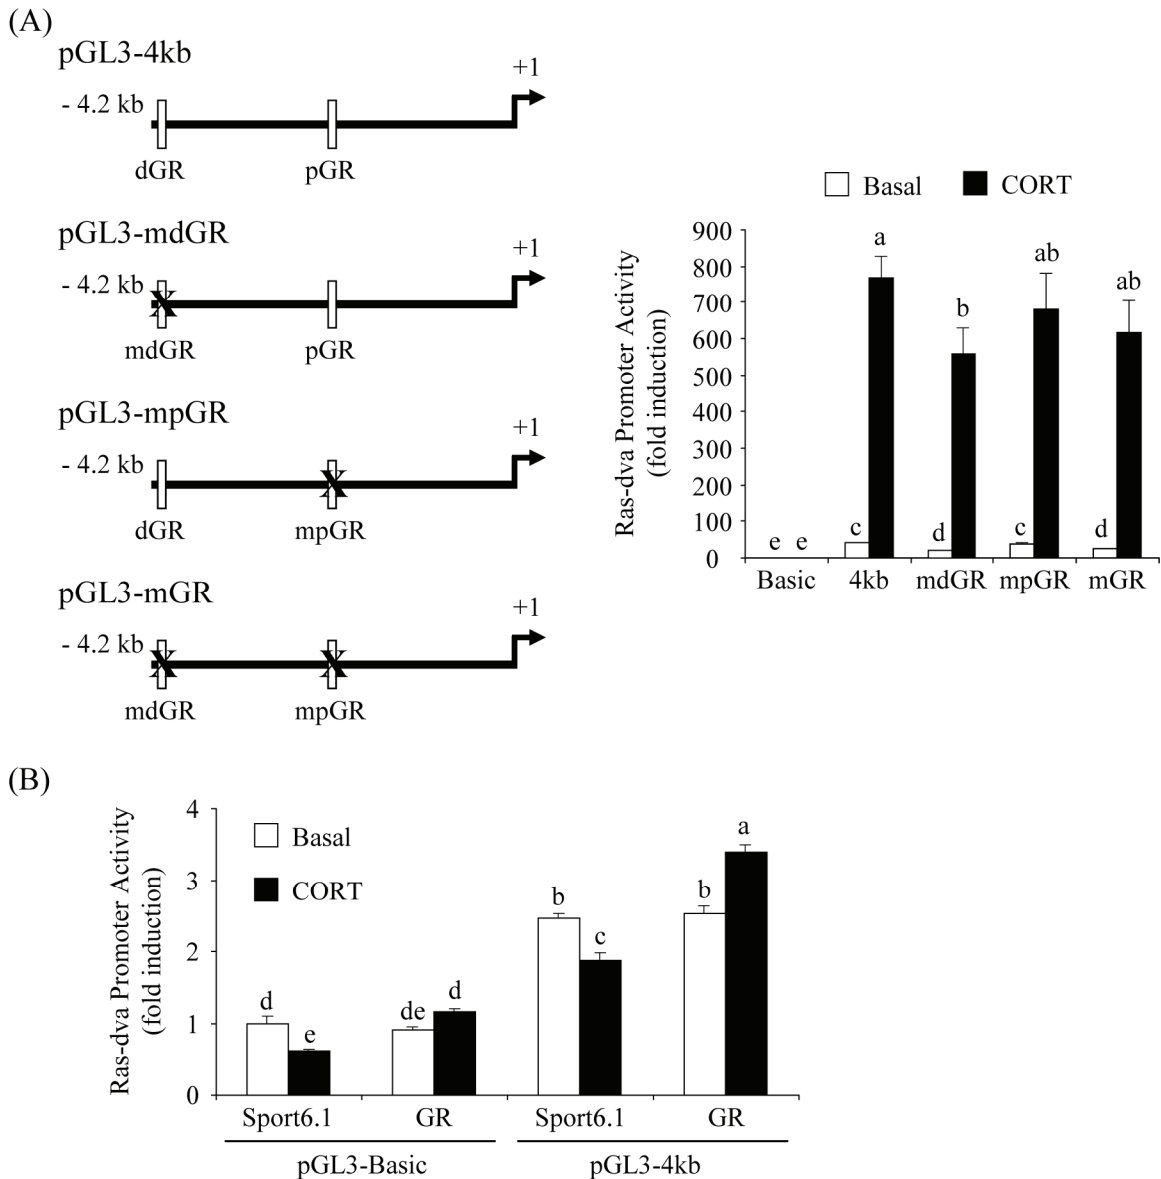 (A)
pGL3-4kb
- 4.2 kb
+1
dGR
pGR
pGL3-mdGR
- 4.2 kb
+1
mdGR
pGR
pGL3-mpGR
- 4.2 kb
+1
dGR
mpGR
pGL3-mGR
- 4.2 kb
+1
mdGR
mpGR
Basal
CORT
Ras-dva Promoter Activity
(fold induction)
900
800
700
600
500
400
300
200
100
0
e e
c
a
d
b
c
ab
d
ab
Basic 4kb mdGR mpGR mGR
(B)
Ras-dva Promoter Activity
(fold induction)
4
3
2
1
0
Basal
CORT
d
e
de
d
b
c
b
a
Sport6.1 GR Sport6.1 GR
pGL3-Basic pGL3-4kb